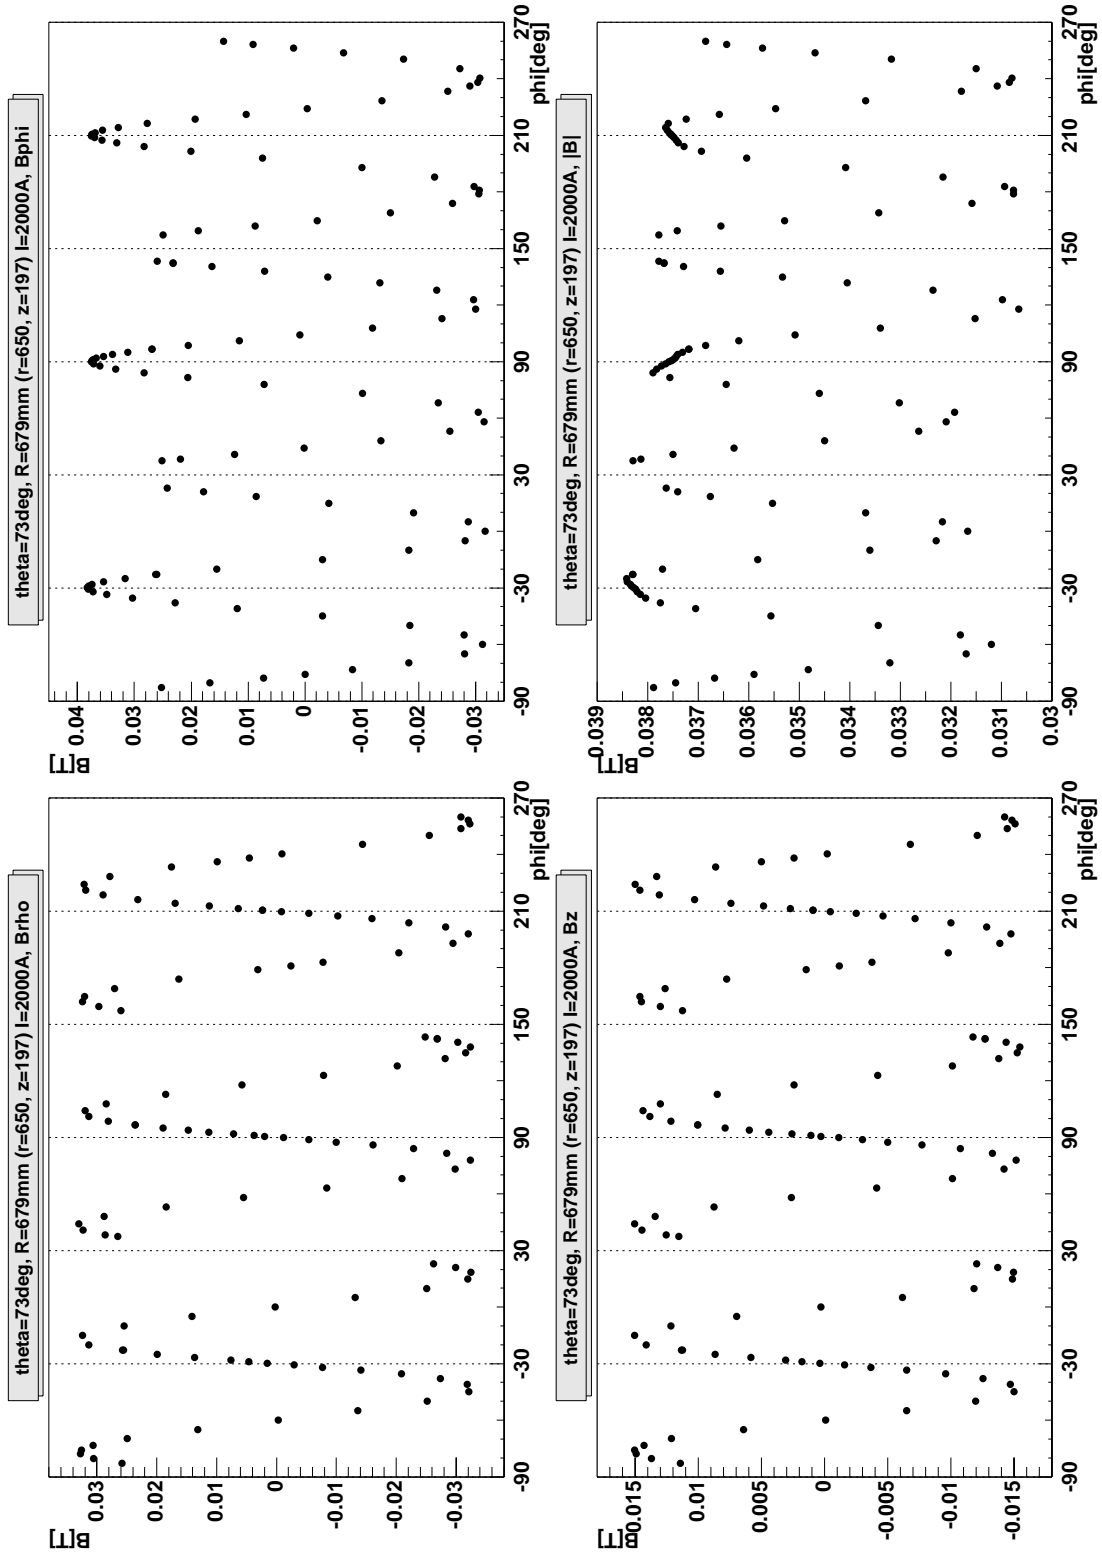 theta=73deg, R=679mm (r=650, z=197) I=2000A, Brho
B[T]
0.03
0.02
0.01
0
-0.01
-0.02
-0.03
-90 -30 30 90 150 210 270
phi[deg]
theta=73deg, R=679mm (r=650, z=197) I=2000A, Bphi
B[T]
0.04
0.03
0.02
0.01
0
-0.01
-0.02
-0.03
-90 -30 30 90 150 210 270
phi[deg]
theta=73deg, R=679mm (r=650, z=197) I=2000A, Bz
B[T]
0.015
0.01
0.005
0
-0.005
-0.01
-0.015
-90 -30 30 90 150 210 270
phi[deg]
theta=73deg, R=679mm (r=650, z=197) I=2000A, |B|
B[T]
0.039
0.038
0.037
0.036
0.035
0.034
0.033
0.032
0.031
0.03
-90 -30 30 90 150 210 270
phi[deg]